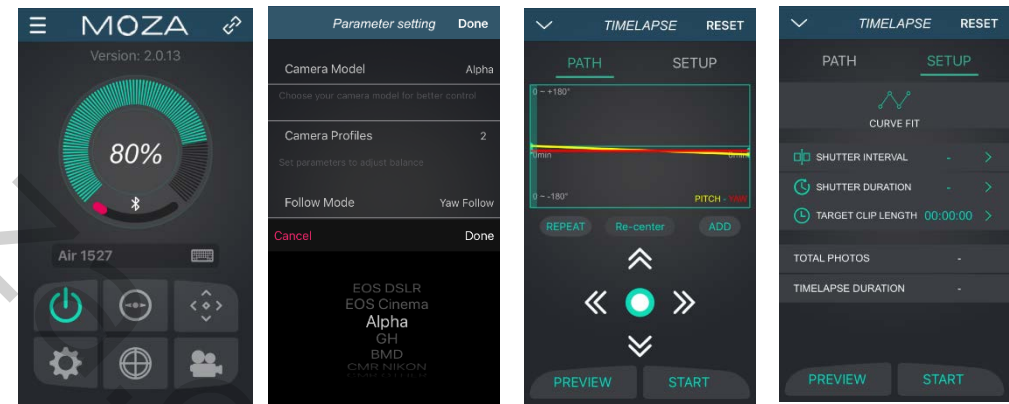 MOZA
Version: 2.0.13
80%
Air 1527
Parameter setting Done
Camera Model Alpha
Choose your camera model for better control
Camera Profiles 2
Set parameters to adjust balance
Follow Mode Yaw Follow
Cancel Done
EOS DSLR
EOS Cinema
Alpha
GH
BMD
CMR NIKON
TIMELAPSE RESET
PATH SETUP
0 ~ +180°
0min
0 ~ -180°
PITCH -
REPEAT Re-center ADD
PREVIEW START
TIMELAPSE RESET
PATH SETUP
CURVE FIT
SHUTTER INTERVAL -
SHUTTER DURATION -
TARGET CLIP LENGTH 00:00:00
TOTAL PHOTOS -
TIMELAPSE DURATION -
PREVIEW START